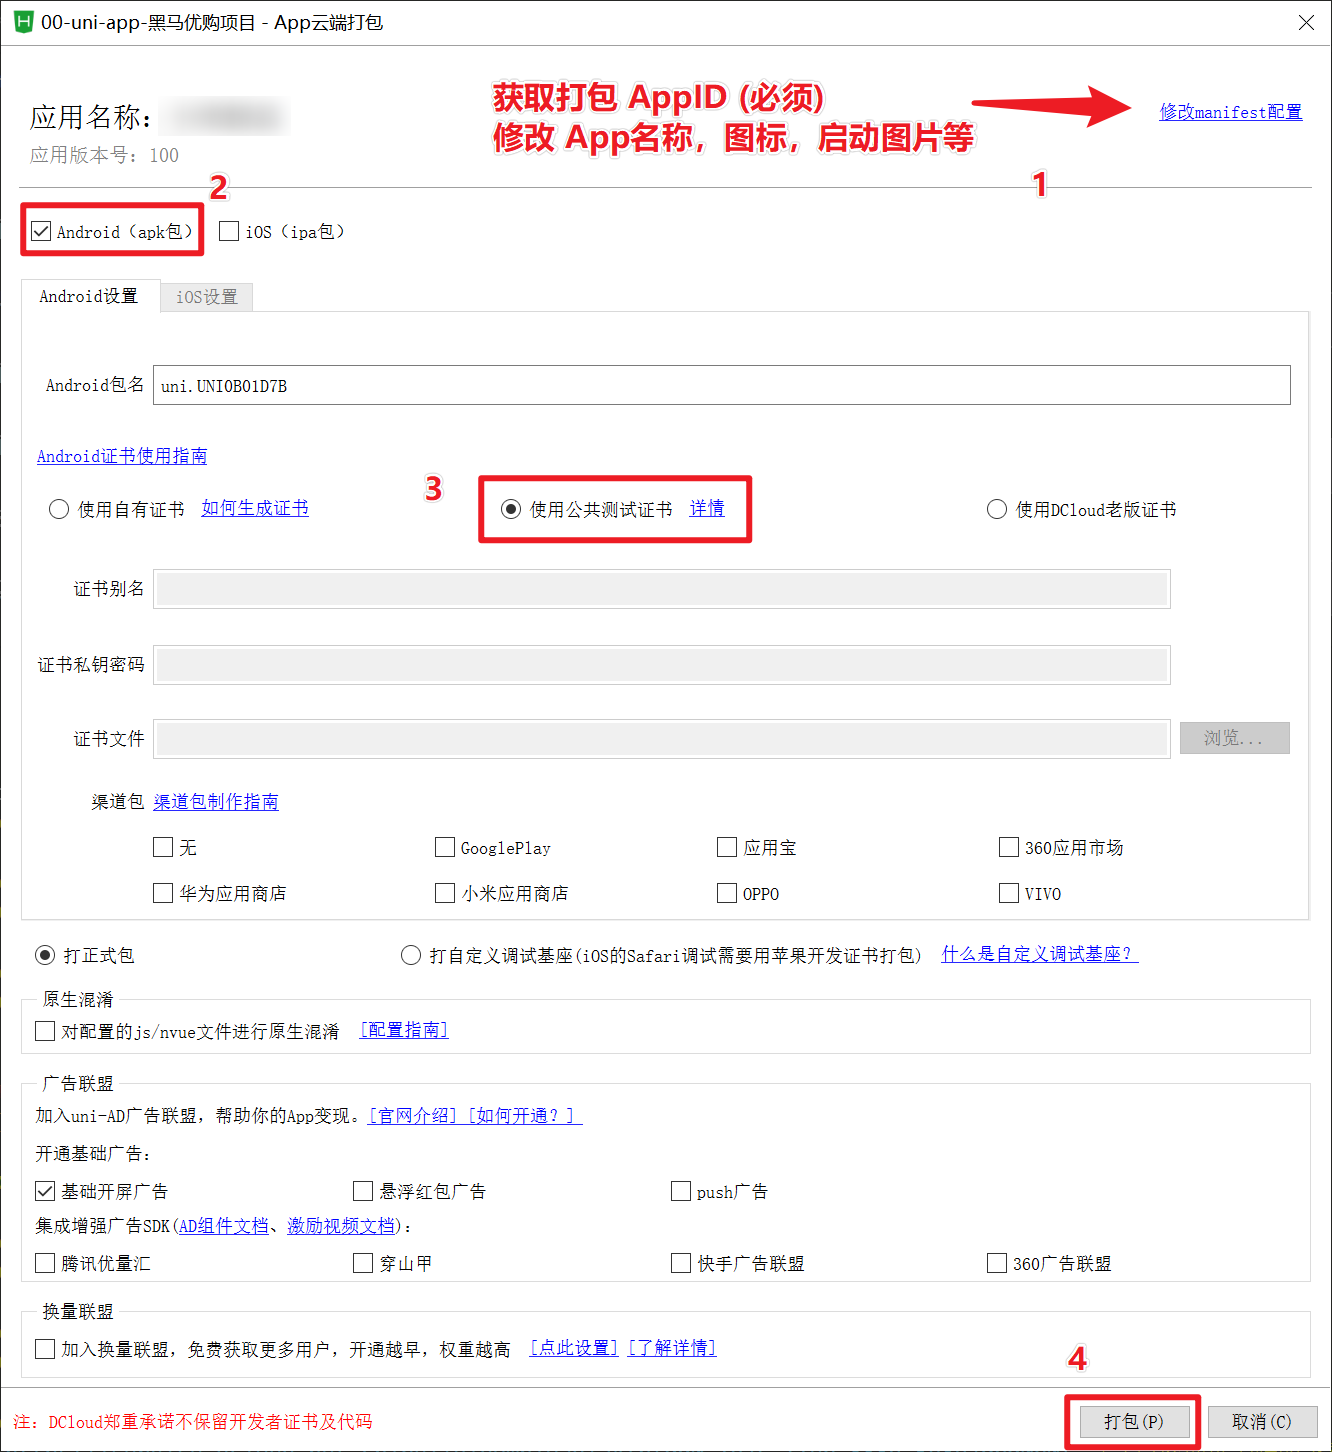 00-uni-app-黑马优购项目 - App云端打包
获取打包 AppID (必须)
修改 App名称，图标，启动图片等
修改manifest配置
1
应用名称：
应用版本号：100
2
Android（apk包） iOS（ipa包）
Android设置 iOS设置
Android包名 uni.UNI0B01D7B
Android证书使用指南
3
使用自有证书 如何生成证书 使用公共测试证书 详情 使用DCloud老版证书
证书别名
证书私钥密码
证书文件 浏览...
渠道包 渠道包制作指南
无 GooglePlay 应用宝 360应用市场
华为应用商店 小米应用商店 OPPO VIVO
打正式包 打自定义调试基座(iOS的Safari调试需要用苹果开发证书打包) 什么是自定义调试基座？
原生混淆
对配置的js/nvue文件进行原生混淆 [配置指南]
广告联盟
加入uni-AD广告联盟，帮助你的App变现。[官网介绍] [如何开通？]
开通基础广告：
基础开屏广告 悬浮红包广告 push广告
集成增强广告SDK(AD组件文档、激励视频文档)：
腾讯优量汇 穿山甲 快手广告联盟 360广告联盟
换量联盟
加入换量联盟，免费获取更多用户，开通越早，权重越高 [点此设置] [了解详情]
4
注：DCloud郑重承诺不保留开发者证书及代码 打包(P) 取消(C)